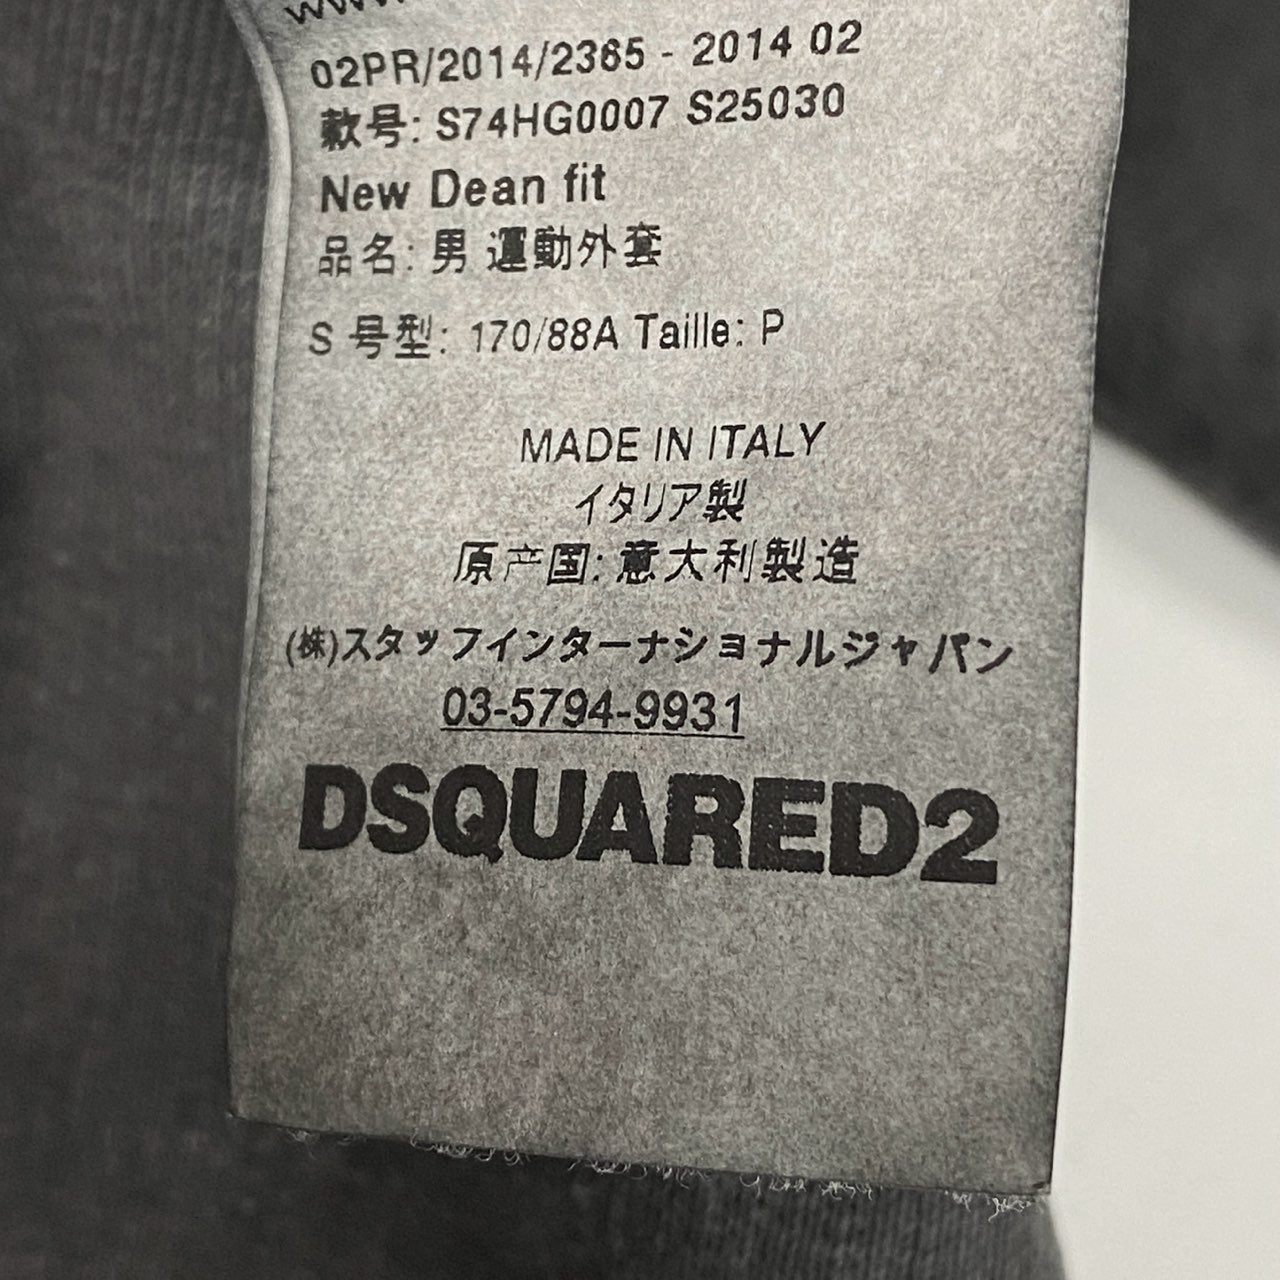 www.
02PR/2014/2365 - 2014 02
款号: S74HG0007 S25030
New Dean fit
品名: 男 運動外套
S 号型: 170/88A Taille: P
MADE IN ITALY
イタリア製
原产国: 意大利製造
(株)スタッフインターナショナルジャパン
03-5794-9931
DSQUARED2